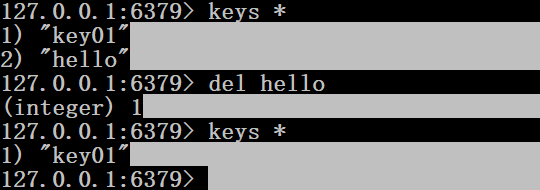 127.0.0.1:6379> keys *
1) "key01"
2) "hello"
127.0.0.1:6379> del hello
(integer) 1
127.0.0.1:6379> keys *
1) "key01"
127.0.0.1:6379>